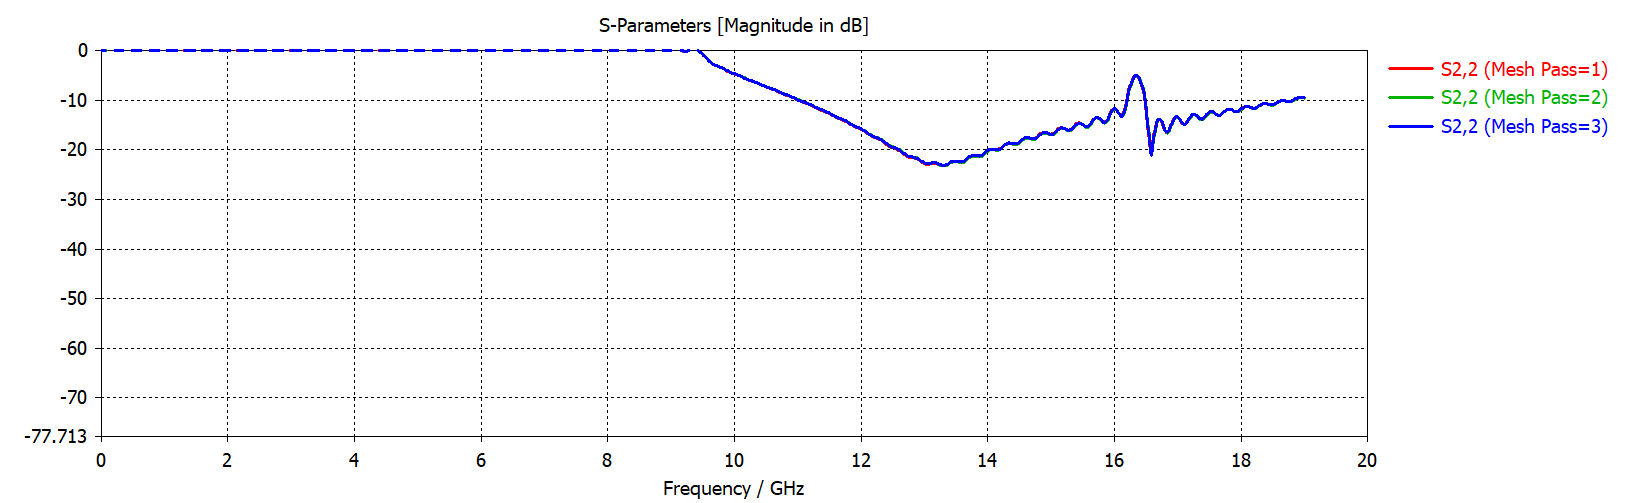 S-Parameters [Magnitude in dB]
0
-10
-20
-30
-40
-50
-60
-70
-77.713
0 2 4 6 8 10 12 14 16 18 20
Frequency / GHz
S2,2 (Mesh Pass=1)
S2,2 (Mesh Pass=2)
S2,2 (Mesh Pass=3)